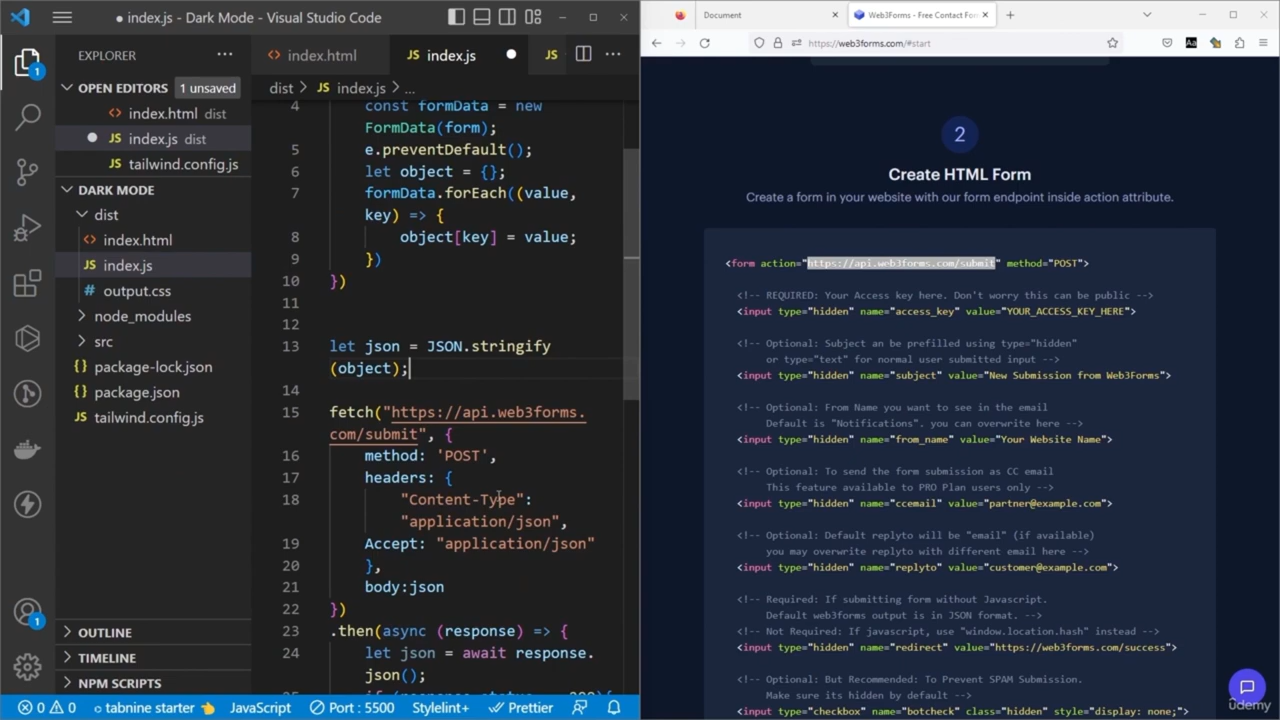 index.js - Dark Mode - Visual Studio Code
EXPLORER
OPEN EDITORS
1 unsaved
index.html dist
JS index.js dist
JS tailwind.config.js
DARK MODE
dist
index.html
JS index.js
output.css
node_modules
src
package-lock.json
package.json
JS tailwind.config.js
OUTLINE
TIMELINE
NPM SCRIPTS
1
1
index.html
JS index.js
JS
dist > JS index.js > ...
4 const formData = new
FormData(form);
5 e.preventDefault();
6 let object = {};
7 formData.forEach((value,
key) => {
8 object[key] = value;
9 })
10 })
11
12
13 let json = JSON.stringify
(object);
14
15 fetch("https://api.web3forms.
com/submit", {
16 method: 'POST',
17 headers: {
18 "Content-Type":
"application/json",
19 Accept: "application/json"
20 },
21 body:json
22 })
23 .then(async (response) => {
24 let json = await response.
json();
0 0 tabnine starter JavaScript Port : 5500 Stylelint+ Prettier
Document
Web3Forms - Free Contact Form
https://web3forms.com/#start
Aa
2
Create HTML Form
Create a form in your website with our form endpoint inside action attribute.
<form action="https://api.web3forms.com/submit" method="POST">
<!-- REQUIRED: Your Access key here. Don't worry this can be public -->
<input type="hidden" name="access_key" value="YOUR_ACCESS_KEY_HERE">
<!-- Optional: Subject an be prefilled using type="hidden"
or type="text" for normal user submitted input -->
<input type="hidden" name="subject" value="New Submission from Web3Forms">
<!-- Optional: From Name you want to see in the email
Default is "Notifications". you can overwrite here -->
<input type="hidden" name="from_name" value="Your Website Name">
<!-- Optional: To send the form submission as CC email
This feature available to PRO Plan users only -->
<input type="hidden" name="ccemail" value="partner@example.com">
<!-- Optional: Default replyto will be "email" (if available)
you may overwrite replyto with different email here -->
<input type="hidden" name="replyto" value="customer@example.com">
<!-- Required: If submitting form without Javascript.
Default web3forms output is in JSON format. -->
<!-- Not Required: If javascript, use "window.location.hash" instead -->
<input type="hidden" name="redirect" value="https://web3forms.com/success">
<!-- Optional: But Recommended: To Prevent SPAM Submission.
Make sure its hidden by default -->
<input type="checkbox" name="botcheck" class="hidden" style="display: none;">
udemy